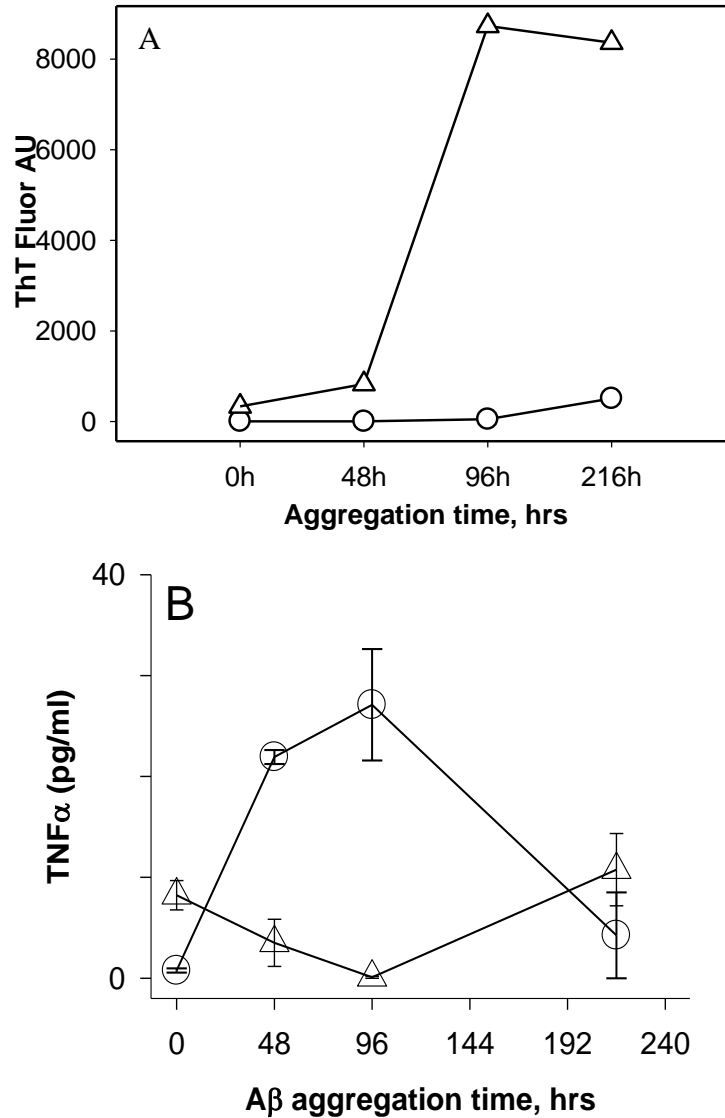 A
8000
6000
4000
2000
0
ThT Fluor AU
0h 48h 96h 216h
Aggregation time, hrs
B
40
0
TNFα (pg/ml)
0 48 96 144 192 240
Aβ aggregation time, hrs